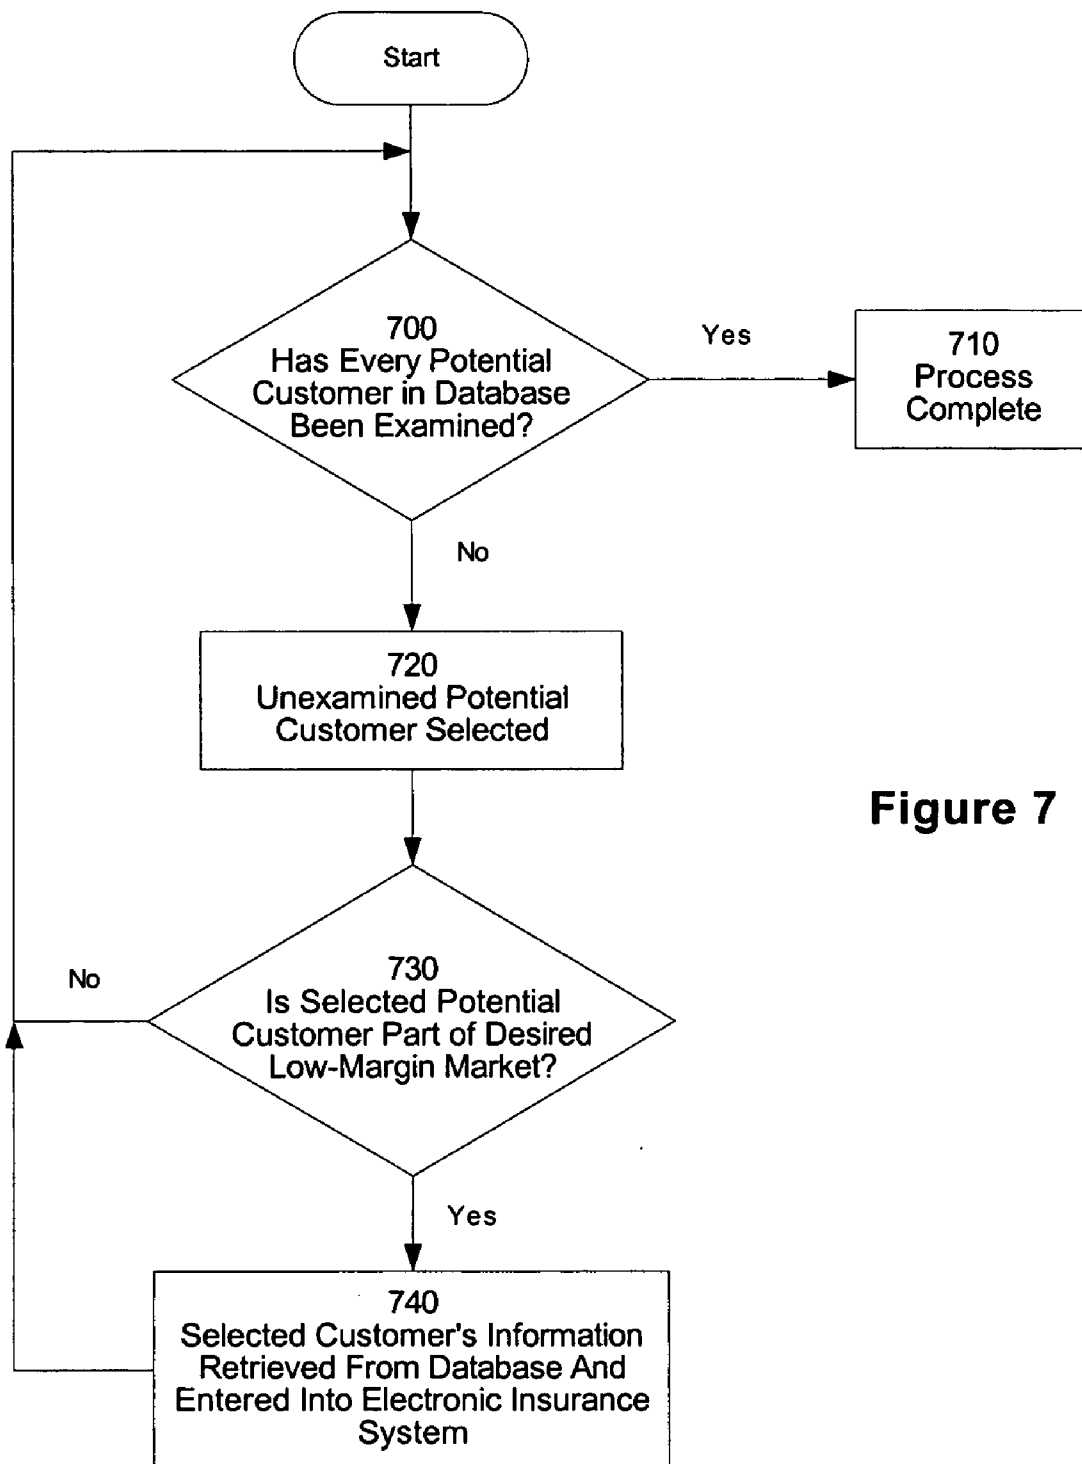 Start
700
Has Every Potential
Customer in Database
Been Examined?
Yes
710
Process
Complete
No
720
Unexamined Potential
Customer Selected
Figure 7
730
Is Selected Potential
Customer Part of Desired
Low-Margin Market?
No
Yes
740
Selected Customer's Information
Retrieved From Database And
Entered Into Electronic Insurance
System